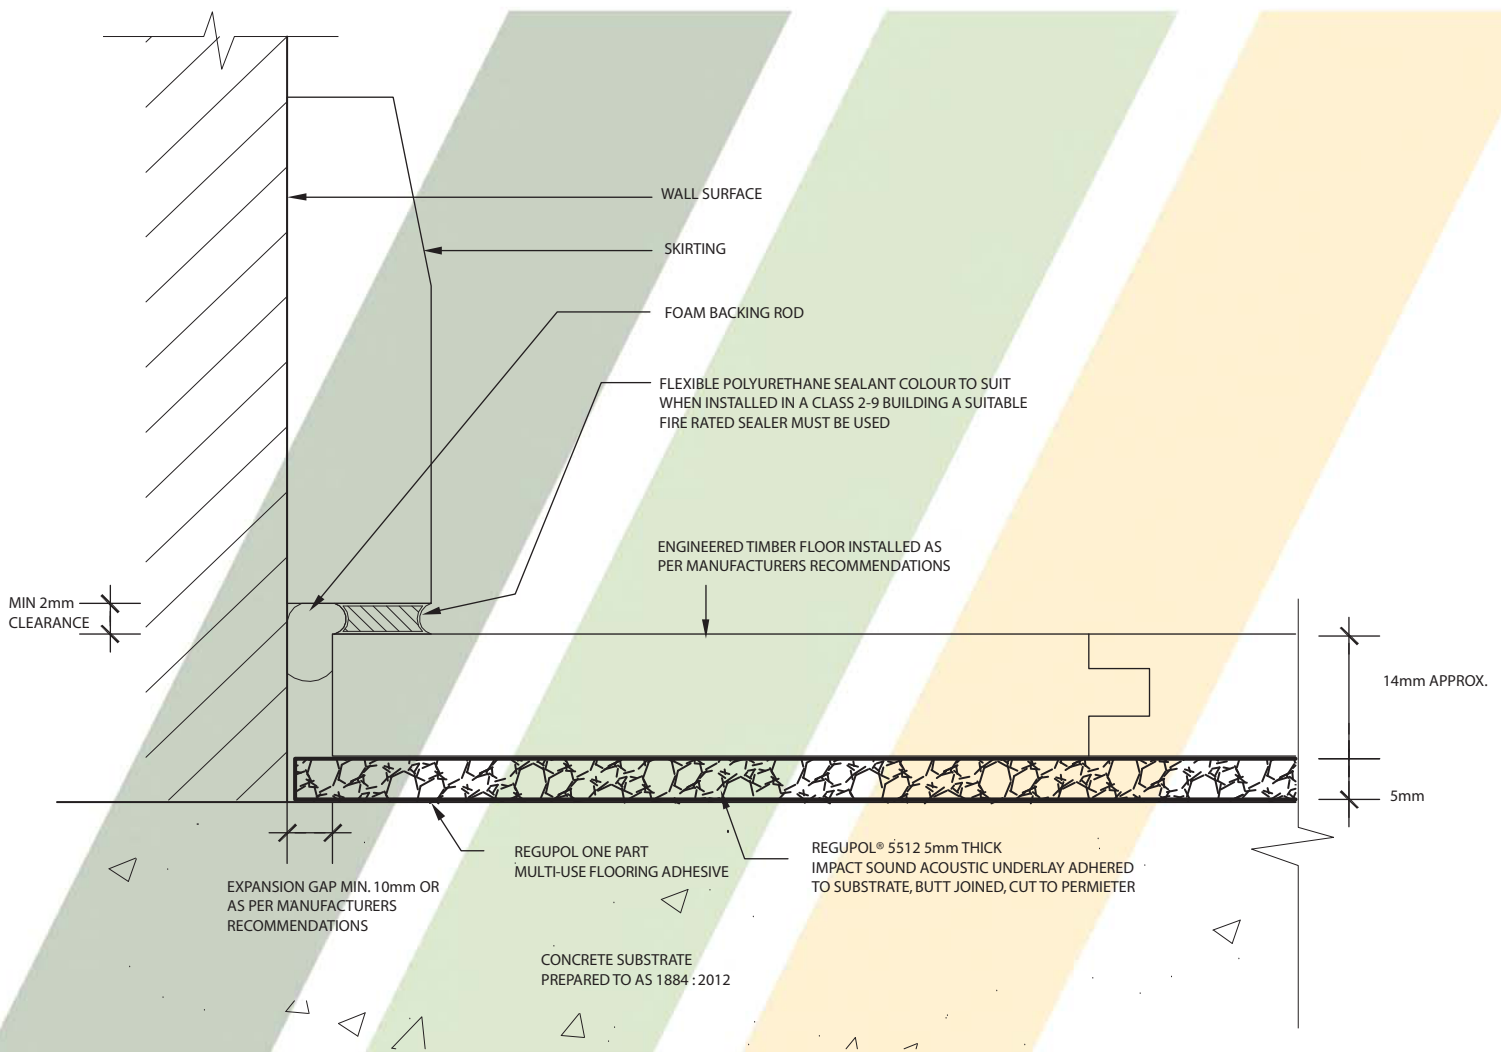 WALL SURFACE
SKIRTING
FOAM BACKING ROD
FLEXIBLE POLYURETHANE SEALANT COLOUR TO SUIT
WHEN INSTALLED IN A CLASS 2-9 BUILDING A SUITABLE
FIRE RATED SEALER MUST BE USED
ENGINEERED TIMBER FLOOR INSTALLED AS
PER MANUFACTURERS RECOMMENDATIONS
MIN 2mm
CLEARANCE
14mm APPROX.
5mm
REGUPOL ONE PART
MULTI-USE FLOORING ADHESIVE
REGUPOL® 5512 5mm THICK
IMPACT SOUND ACOUSTIC UNDERLAY ADHERED
TO SUBSTRATE, BUTT JOINED, CUT TO PERMIETER
EXPANSION GAP MIN. 10mm OR
AS PER MANUFACTURERS
RECOMMENDATIONS
CONCRETE SUBSTRATE
PREPARED TO AS 1884 : 2012